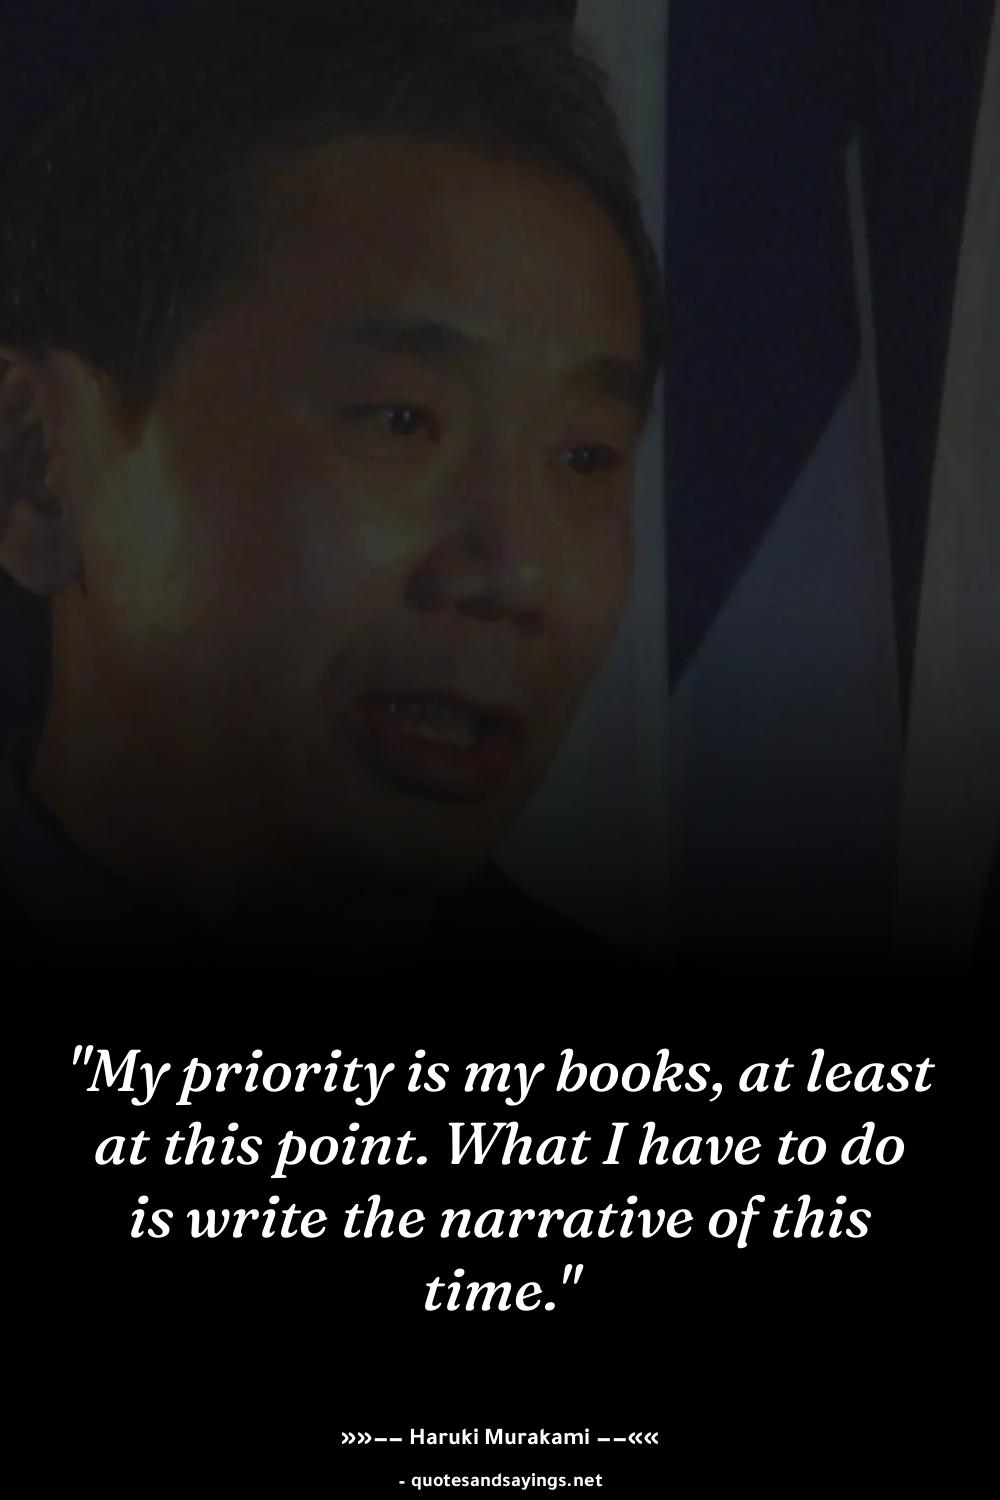 "My priority is my books, at least
at this point. What I have to do
is write the narrative of this
time."
»»–– Haruki Murakami ––««
- quotesandsayings.net